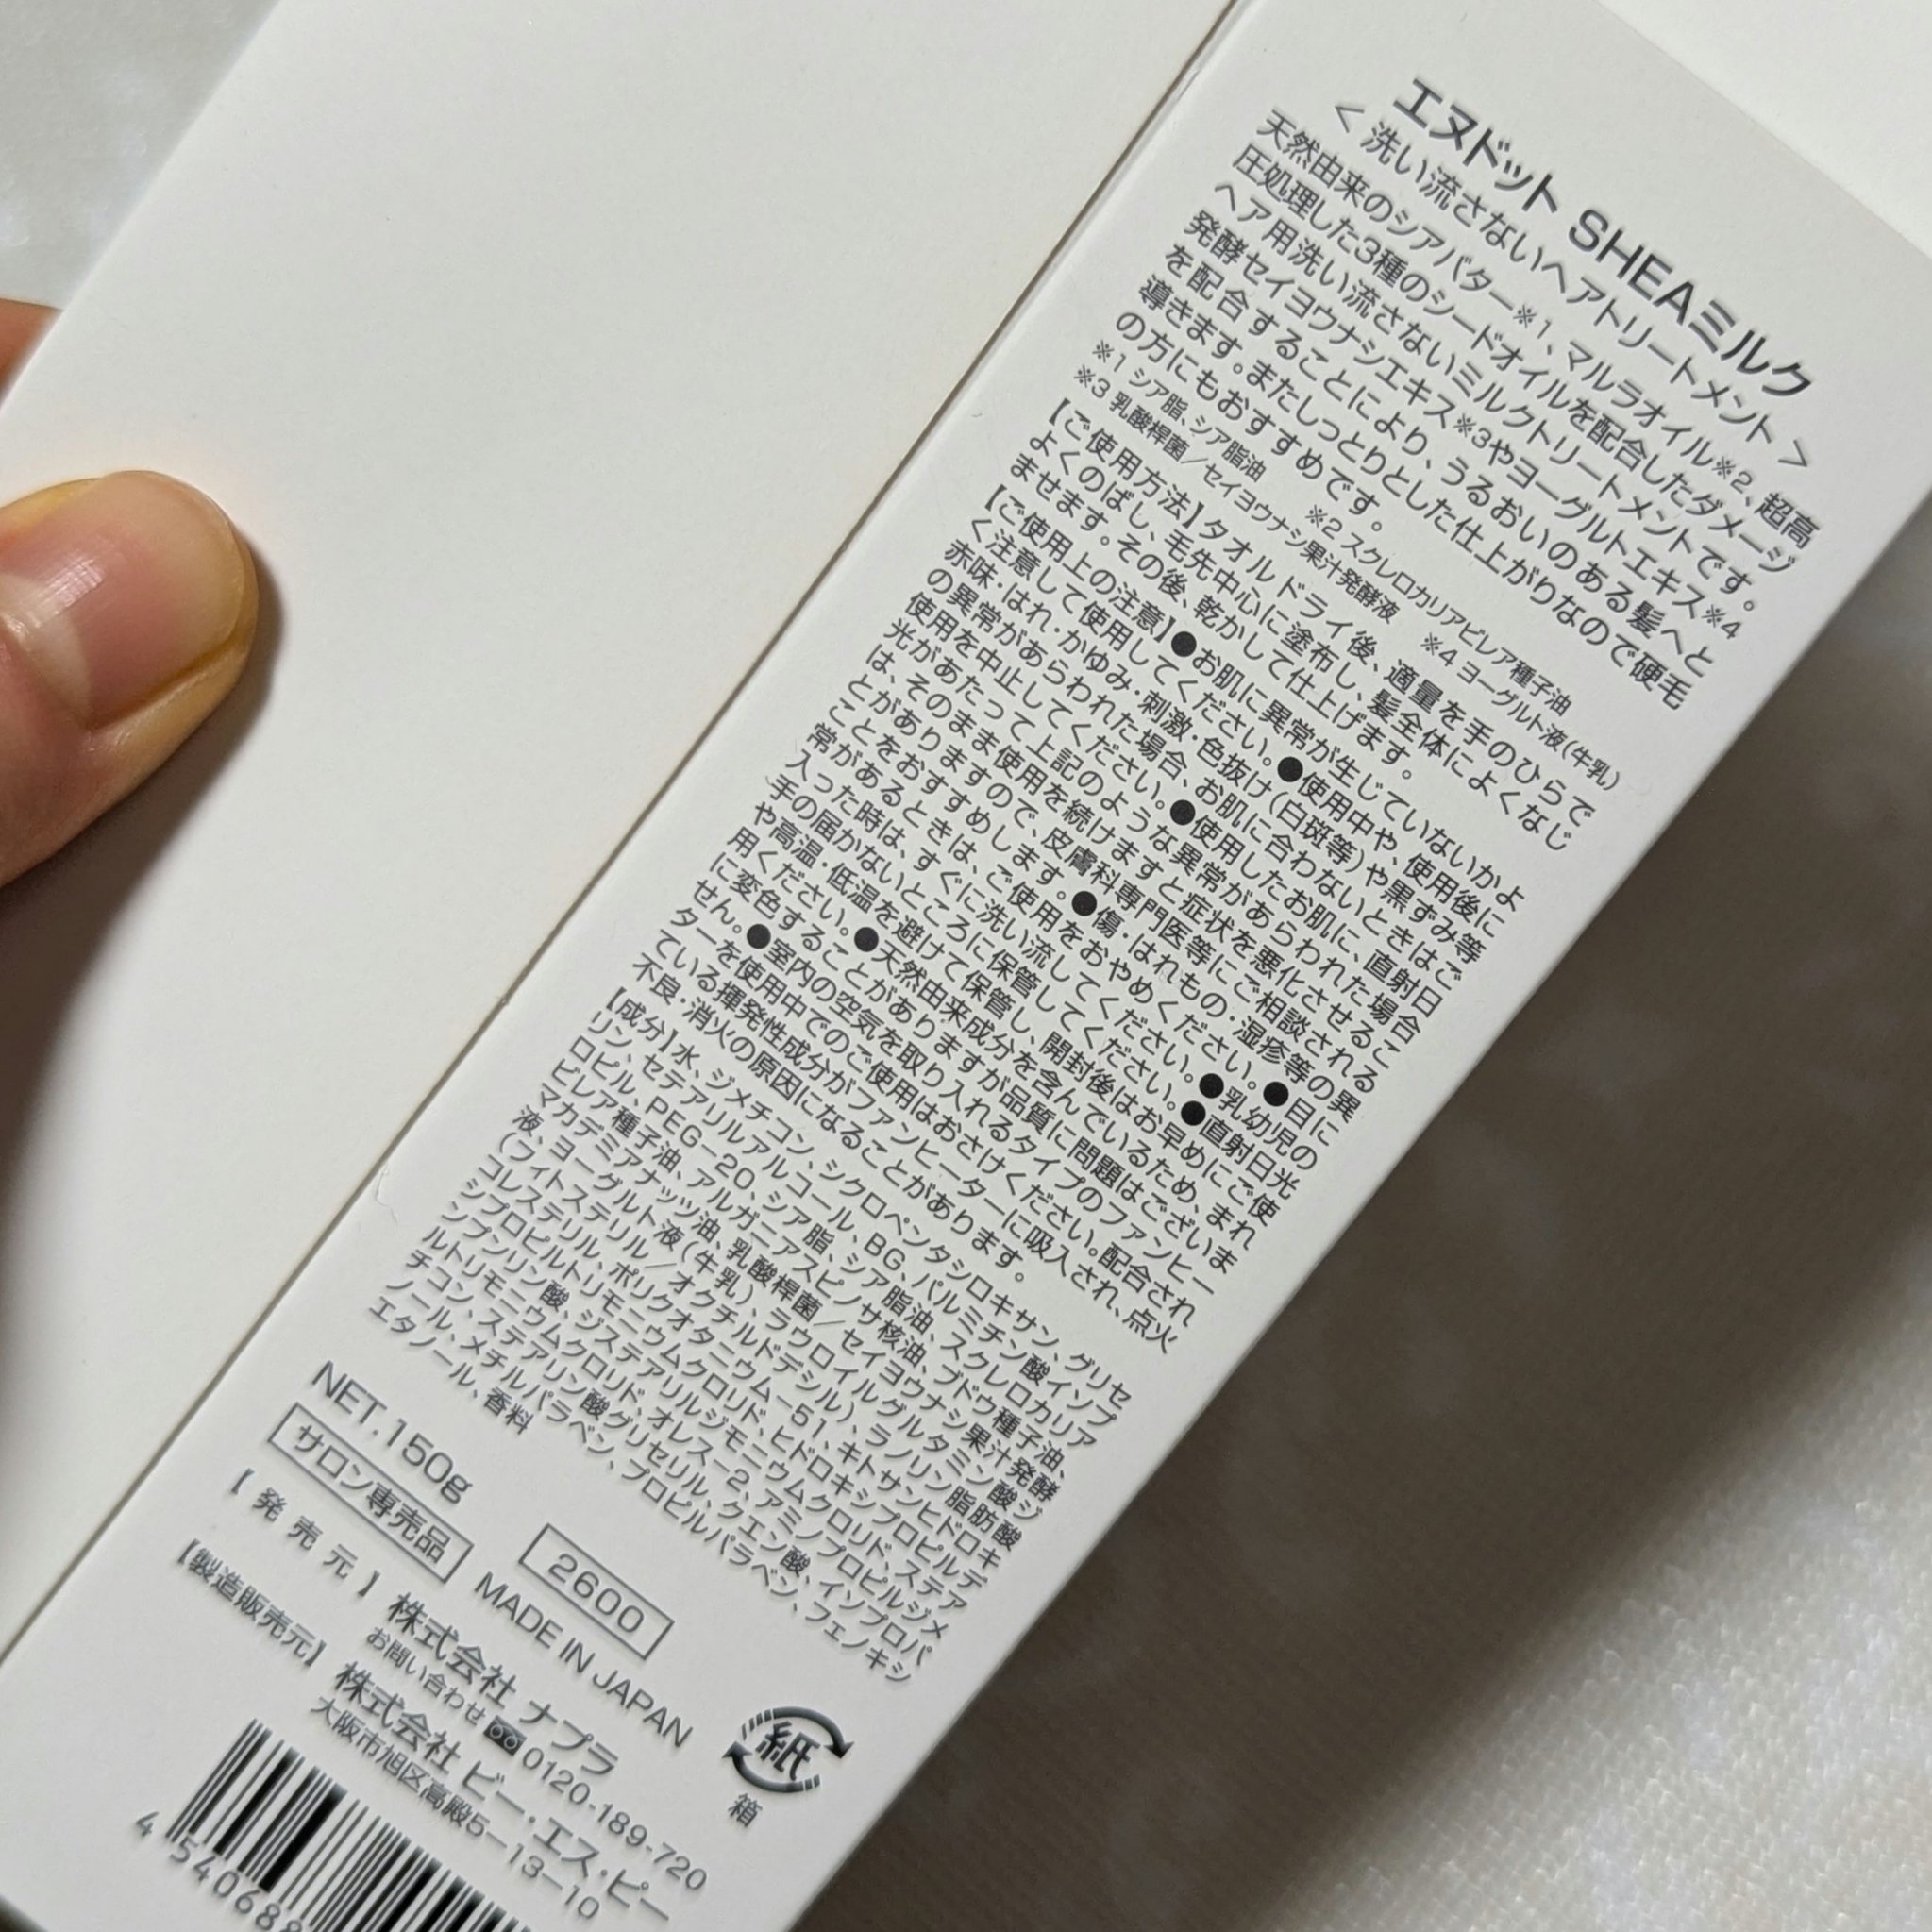 エヌドット SHEAミルク
＜ 洗い流さないヘアトリートメント ＞
天然由来のシアバター※1、マルラオイル※2、超高
圧処理した3種のシードオイルを配合したダメージ
ヘア用洗い流さないミルクトリートメントです。
発酵セイヨウナシエキス※3やヨーグルトエキス※4
を配合することにより、うるおいのある髪へと
導きます。またしっとりとした仕上がりなので硬毛
の方にもおすすめです。
※1 シア脂、シア脂油　※2 スクレロカリアビレア種子油
※3 乳酸桿菌／セイヨウナシ果汁発酵液　※4 ヨーグルト液（牛乳）
【ご使用方法】タオルドライ後、適量を手のひらで
よくのばし、毛先中心に塗布し、髪全体によくなじ
ませます。その後、乾かして仕上げます。
【ご使用上の注意】●お肌に異常が生じていないかよ
く注意して使用してください。●使用中や、使用後に
赤味・はれ・かゆみ・刺激・色抜け（白斑等）や黒ずみ等
の異常があらわれた場合、お肌に合わないときはご
使用を中止してください。●使用したお肌に、直射日
光があたって上記のような異常があらわれた場合
は、そのまま使用を続けますと症状を悪化させるこ
とがありますので、皮膚科専門医等にご相談される
ことをおすすめします。●傷・はれもの・湿疹等の異
常があるときは、ご使用をおやめください。●目に
入った時は、すぐに洗い流してください。●乳幼児の
手の届かないところに保管してください。●直射日光
や高温・低温を避けて保管し、開封後はお早めにご使
用ください。●天然由来成分を含んでいるため、まれ
に変色することがありますが品質に問題はございま
せん。●室内の空気を取り入れるタイプのファンヒー
ターを使用中でのご使用はおさけください。配合され
ている揮発性成分がファンヒーターに吸入され、点火
不良・消火の原因になることがあります。
【成分】水、ジメチコン、シクロペンタシロキサン、グリセ
リン、セテアリルアルコール、BG、パルミチン酸イソプ
ロピル、PEG－20、シア脂、シア脂油、スクレロカリア
ビレア種子油、アルガニアスピノサ核油、ブドウ種子油、
マカデミアナッツ油、乳酸桿菌／セイヨウナシ果汁発酵
液、ヨーグルト液（牛乳）、ラウロイルグルタミン酸ジ
（フィトステリル／オクチルドデシル）、ラノリン脂肪酸
コレステリル、ポリクオタニウム－51、キトサンヒドロキ
シプロピルトリモニウムクロリド、ヒドロキシプロピルデ
ンプンリン酸、ジステアリルジモニウムクロリド、ステア
ルトリモニウムクロリド、オレス－2、アミノプロピルジメ
チコン、ステアリン酸グリセリル、クエン酸、イソプロパ
ノール、メチルパラベン、プロピルパラベン、フェノキシ
エタノール、香料
NET.150g
2600
サロン専売品
MADE IN JAPAN
紙
箱
【 発 売 元 】 株式会社 ナプラ
お問い合わせ 0120-189-720
【製造販売元】 株式会社 ビー・エス・ピー
大阪市旭区高殿5－13－10
4 540688